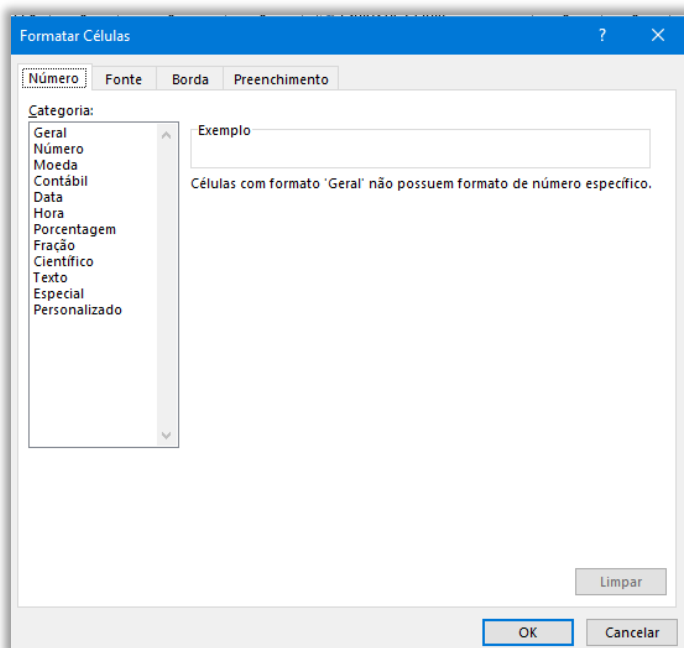 Formatar Células
Número Fonte Borda Preenchimento
Categoria:
Geral
Número
Moeda
Contábil
Data
Hora
Porcentagem
Fração
Científico
Texto
Especial
Personalizado
Exemplo
Células com formato 'Geral' não possuem formato de número específico.
Limpar
OK Cancelar